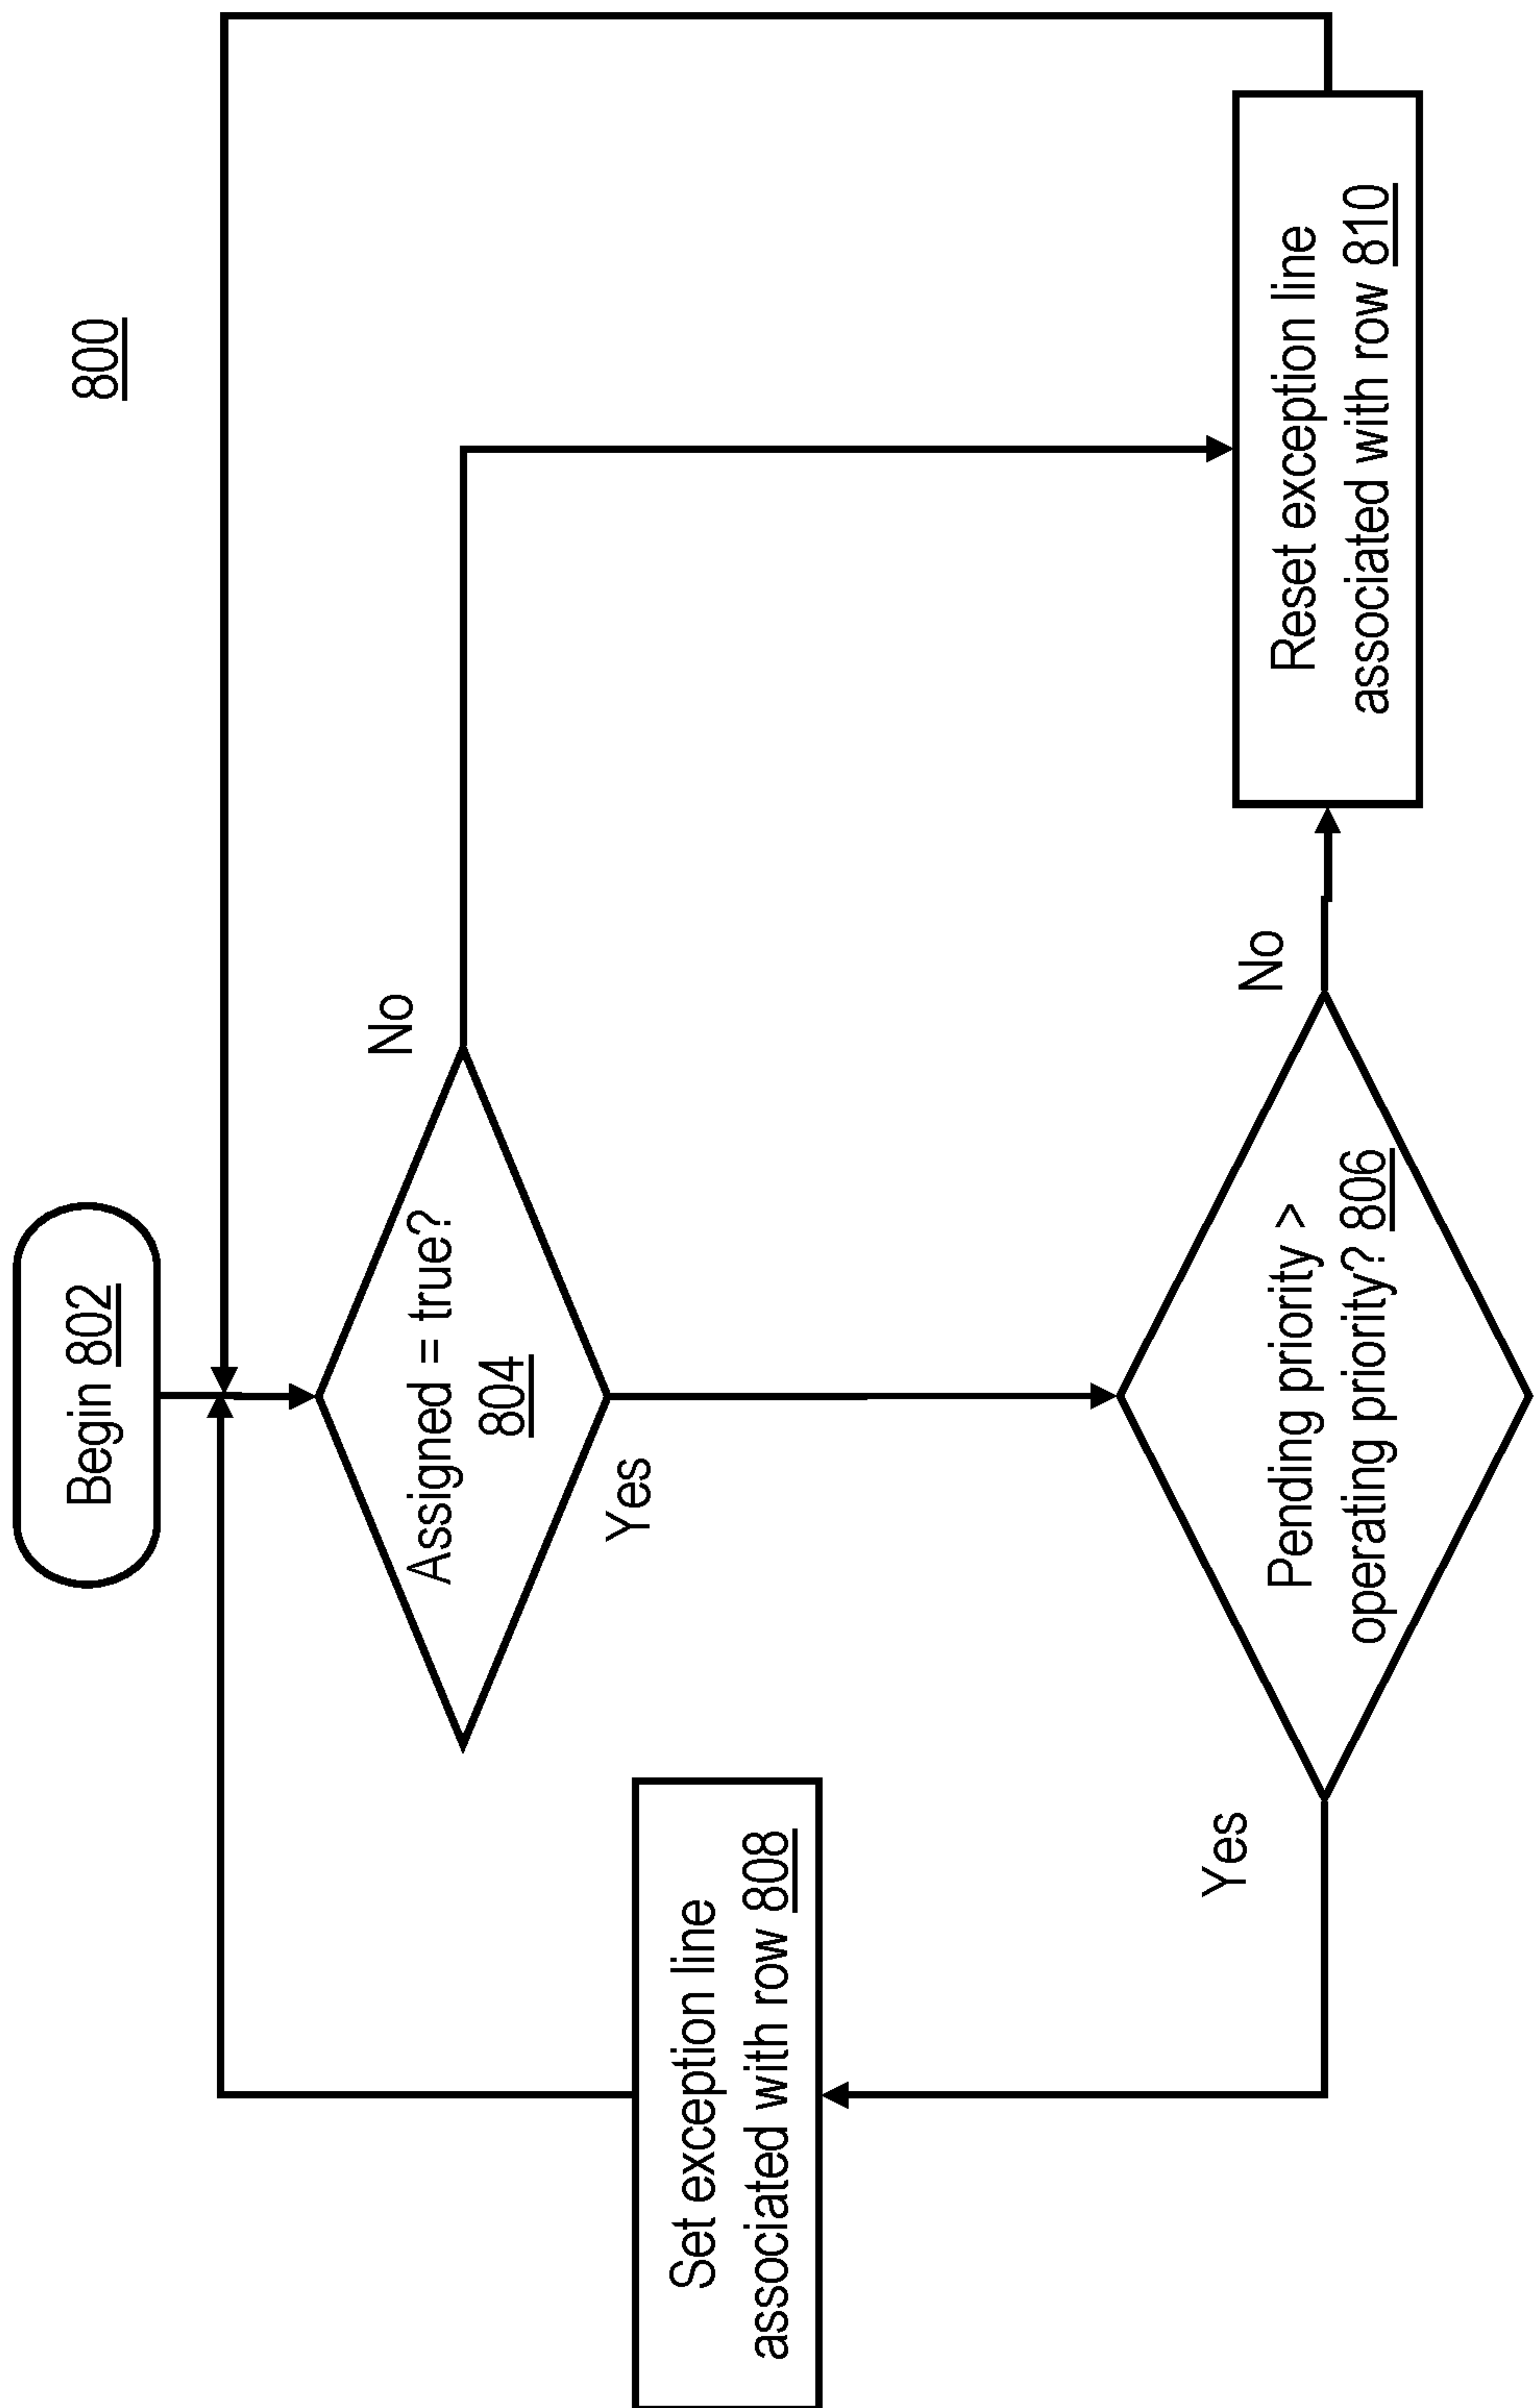 800
Begin 802
Assigned = true?
804
No
Yes
Set exception line
associated with row 808
Yes
Pending priority >
operating priority? 806
No
Reset exception line
associated with row 810